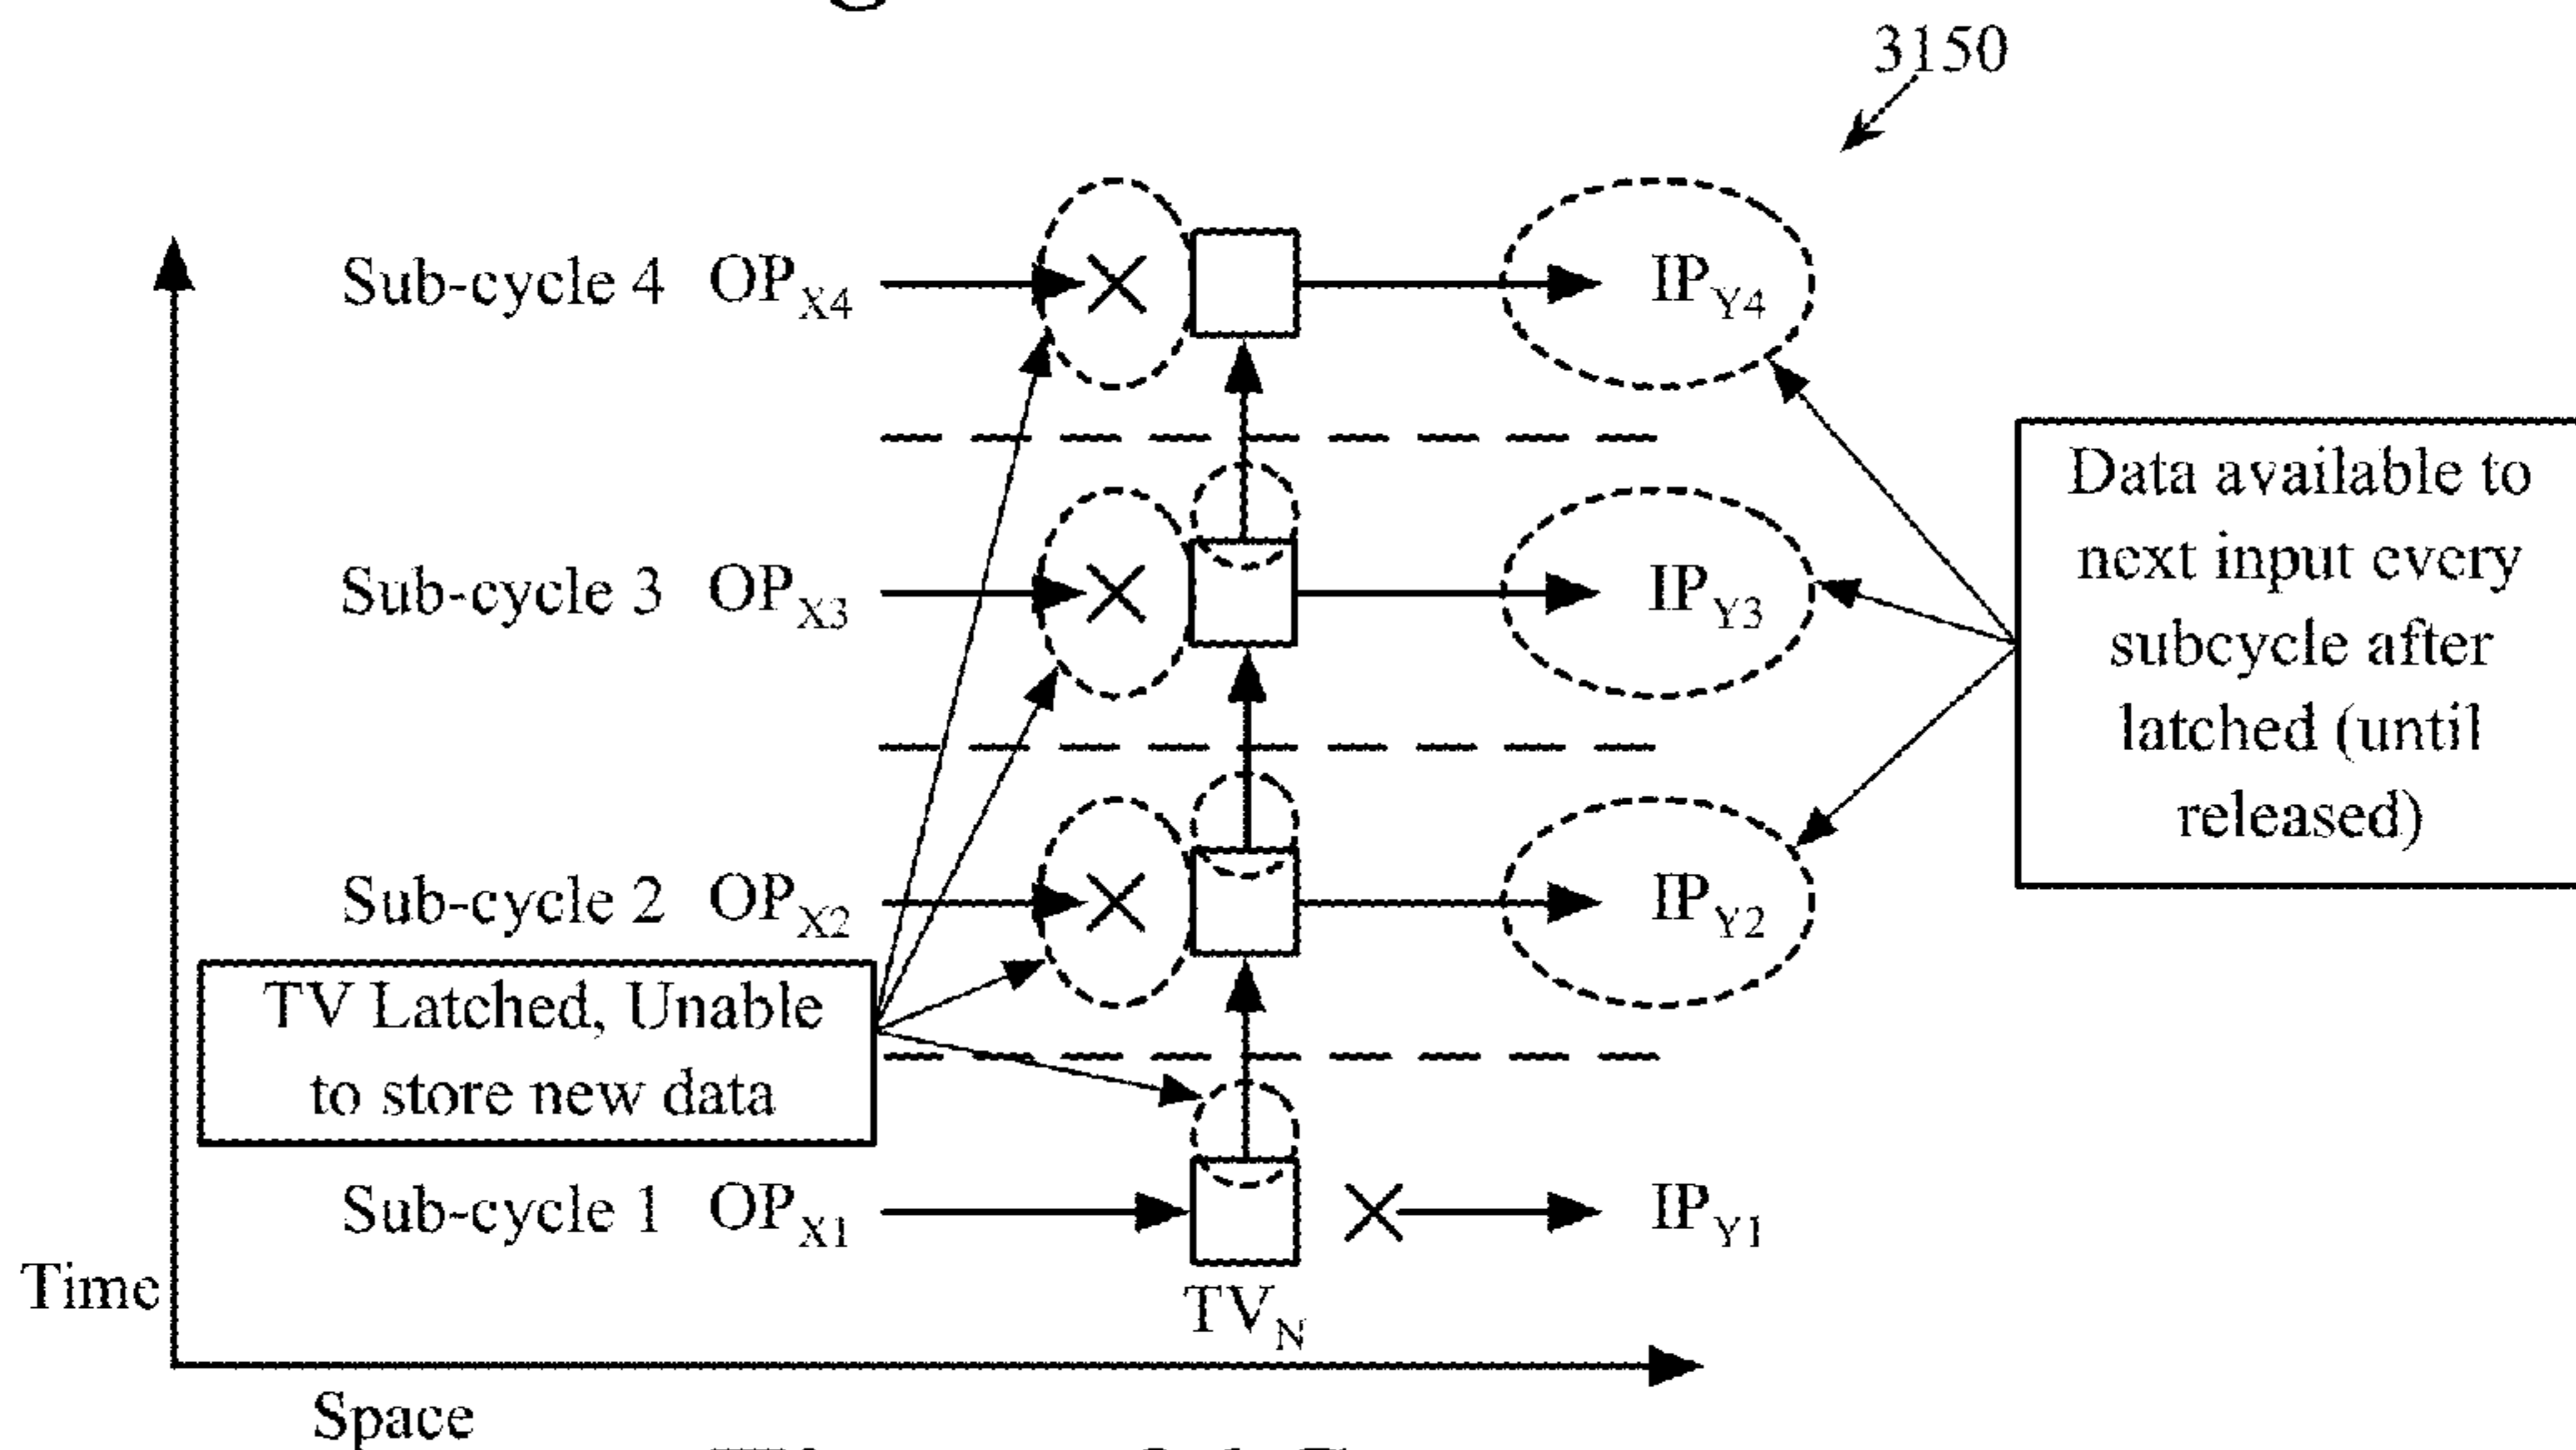 3150
Sub-cycle 4 OPX4 IPY4
Sub-cycle 3 OPX3 IPY3
Data available to
next input every
subcycle after
latched (until
released)
Sub-cycle 2 OPX2 IPY2
TV Latched, Unable
to store new data
Sub-cycle 1 OPX1 IPY1
Time
TVN
Space